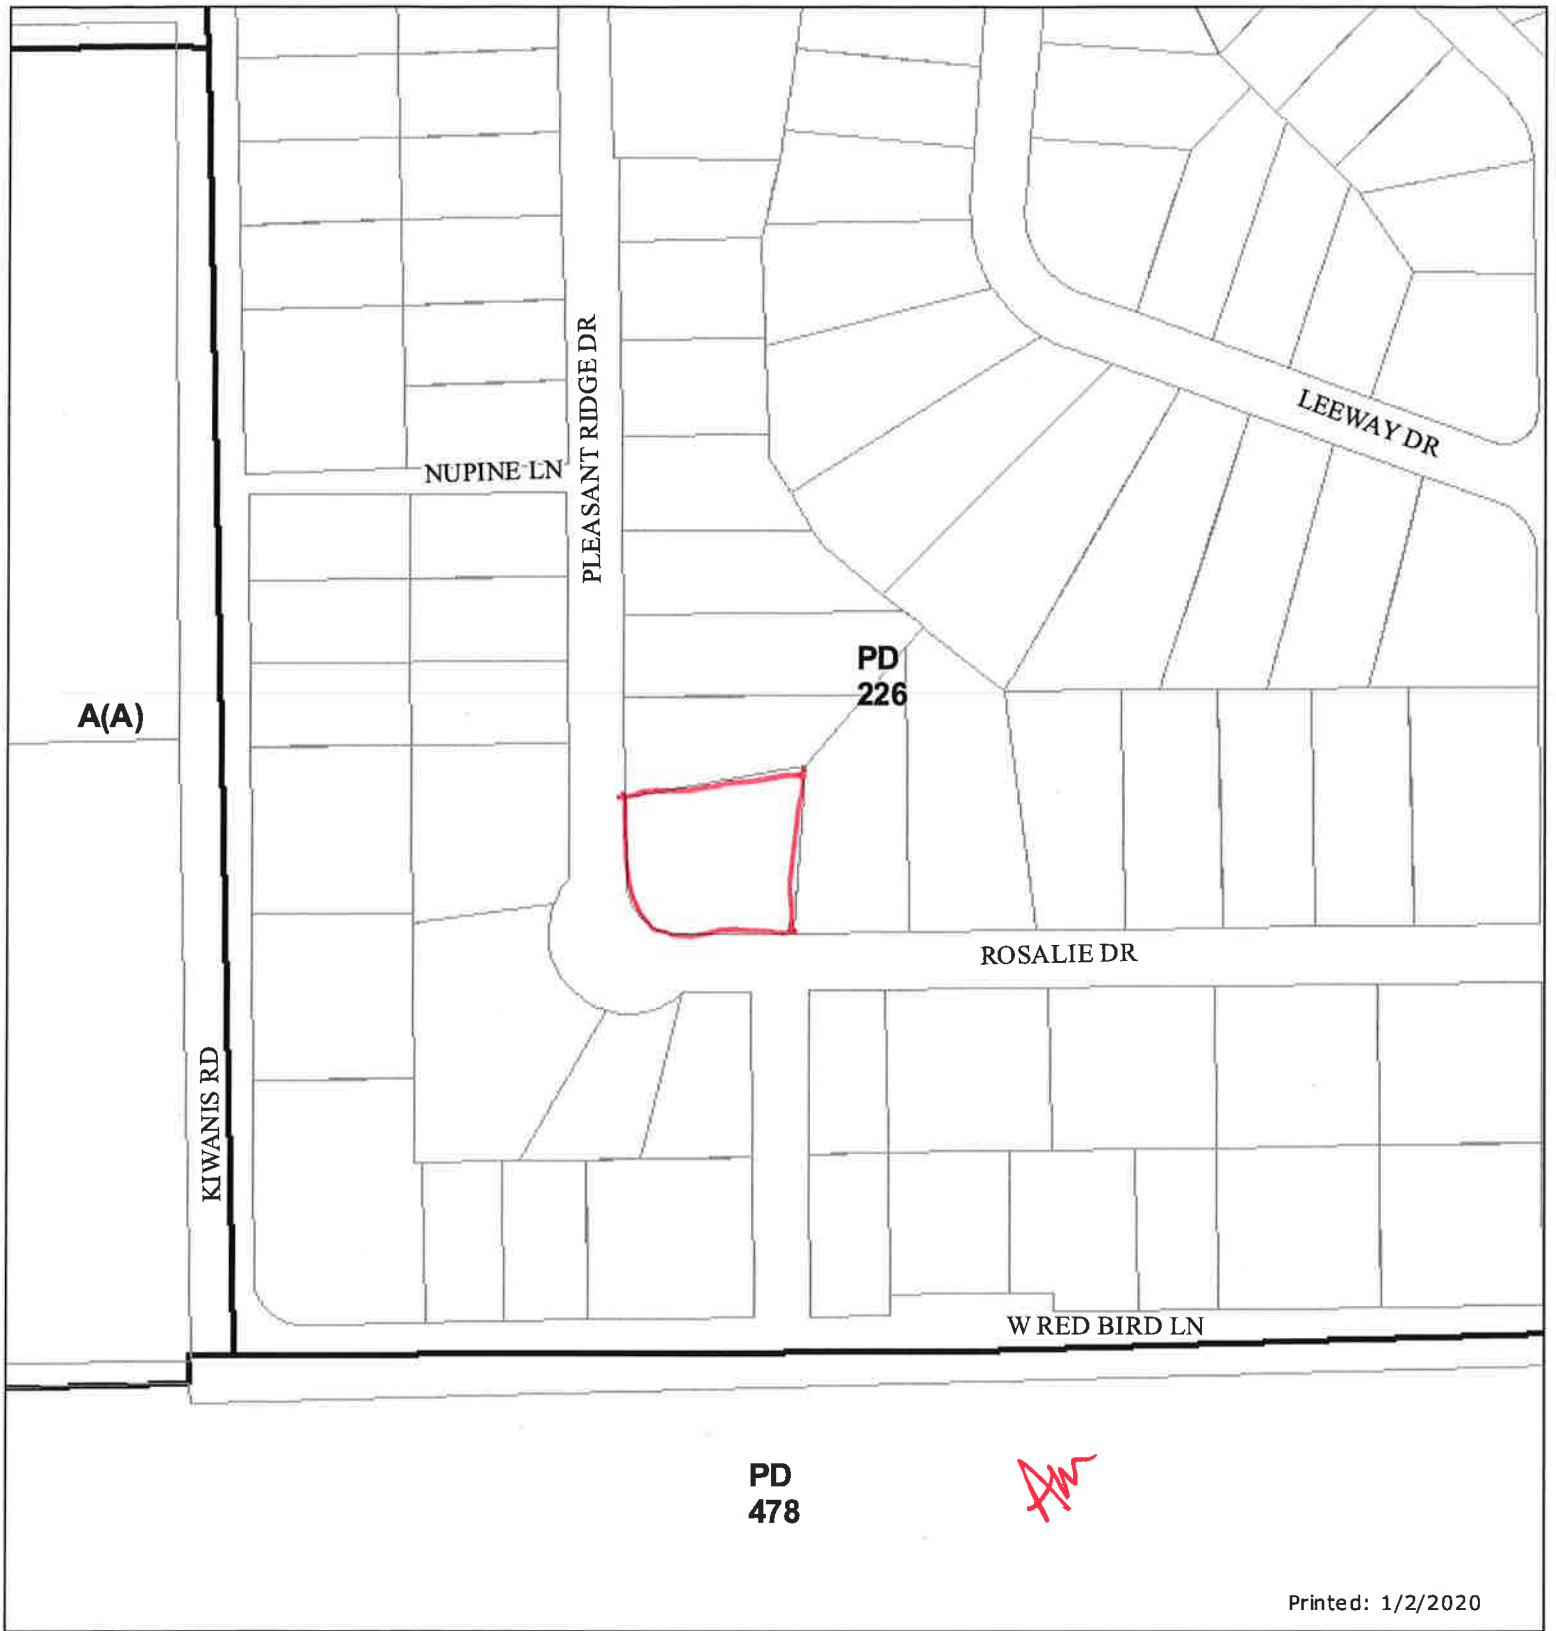 PLEASANT RIDGE DR
LEEWAY DR
NUPINE LN
PD
226
A(A)
ROSALIE DR
KIWANIS RD
W RED BIRD LN
PD
478
Printed: 1/2/2020